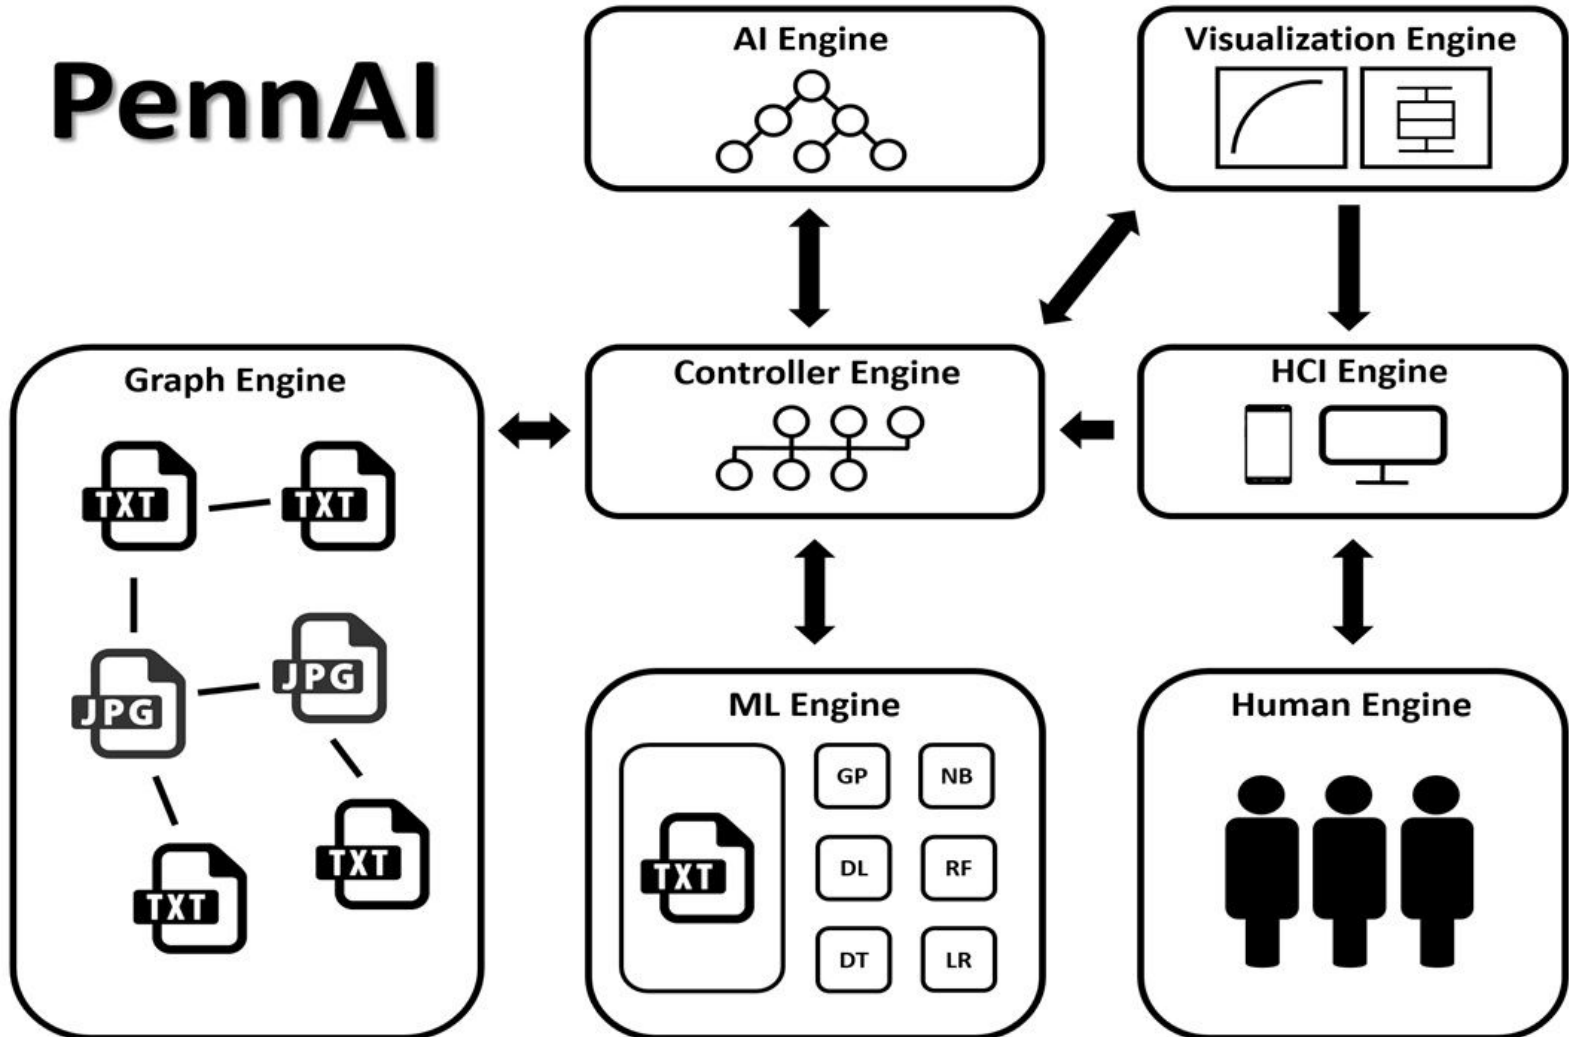 PennAI
AI Engine
Visualization Engine
Graph Engine
Controller Engine
HCI Engine
TXT
TXT
JPG
JPG
TXT
TXT
ML Engine
TXT
GP
NB
DL
RF
DT
LR
Human Engine